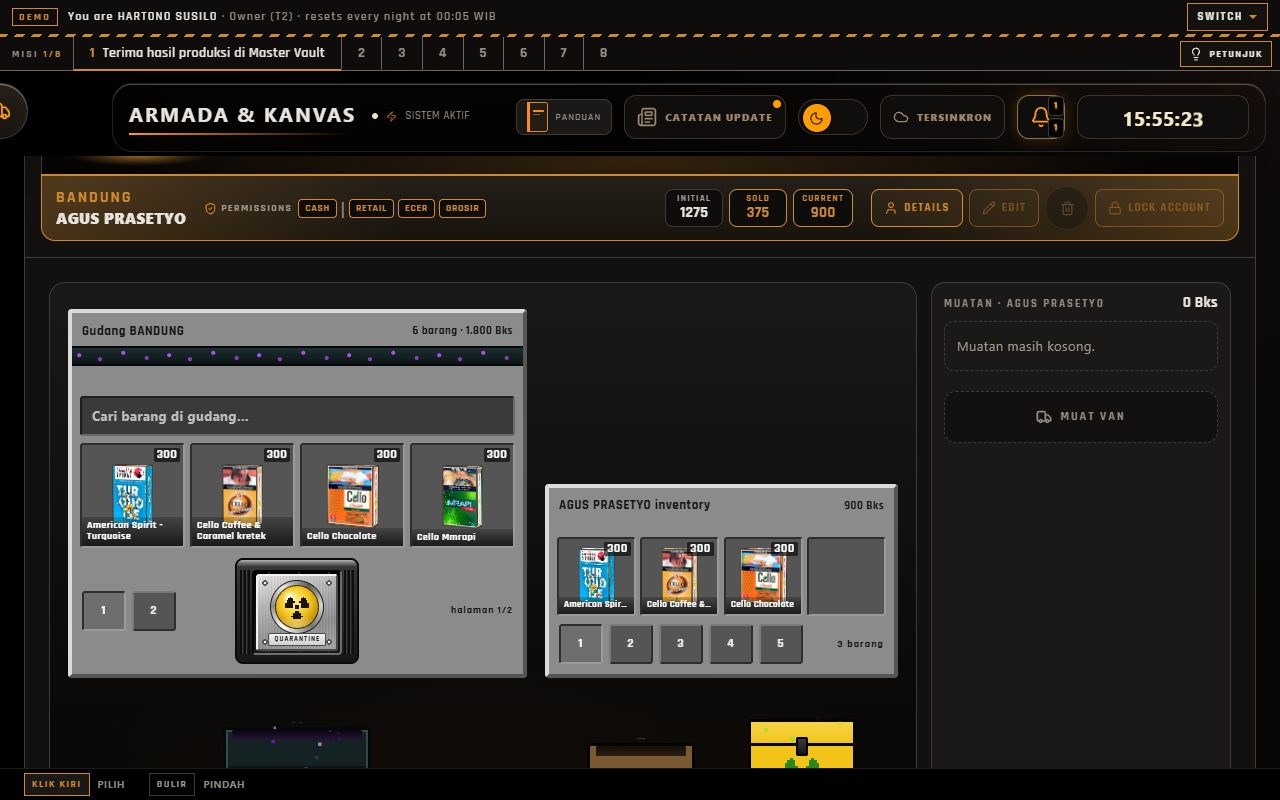 DEMO You are HARTONO SUSILO · Owner (T2) · resets every night at 00:05 WIB SWITCH
MISI 1/8 1 Terima hasil produksi di Master Vault 2 3 4 5 6 7 8 PETUNJUK
ARMADA & KANVAS SISTEM AKTIF PANDUAN CATATAN UPDATE TERSINKRON 1 1 15:55:23
BANDUNG
AGUS PRASETYO
PERMISSIONS CASH | RETAIL ECER GROSIR
INITIAL 1275
SOLD 375
CURRENT 900
DETAILS EDIT LOCK ACCOUNT
Gudang BANDUNG 6 barang · 1.800 Bks
Cari barang di gudang...
300 300 300 300
American Spirit - Turquoise
Cello Coffee & Caramel kretek
Cello Chocolate
Cello Mmrapi
1 2 QUARANTINE halaman 1/2
AGUS PRASETYO inventory 900 Bks
300 300 300
American Spir... Cello Coffee &... Cello Chocolate
1 2 3 4 5 3 barang
MUATAN · AGUS PRASETYO 0 Bks
Muatan masih kosong.
MUAT VAN
KLIK KIRI PILIH GULIR PINDAH